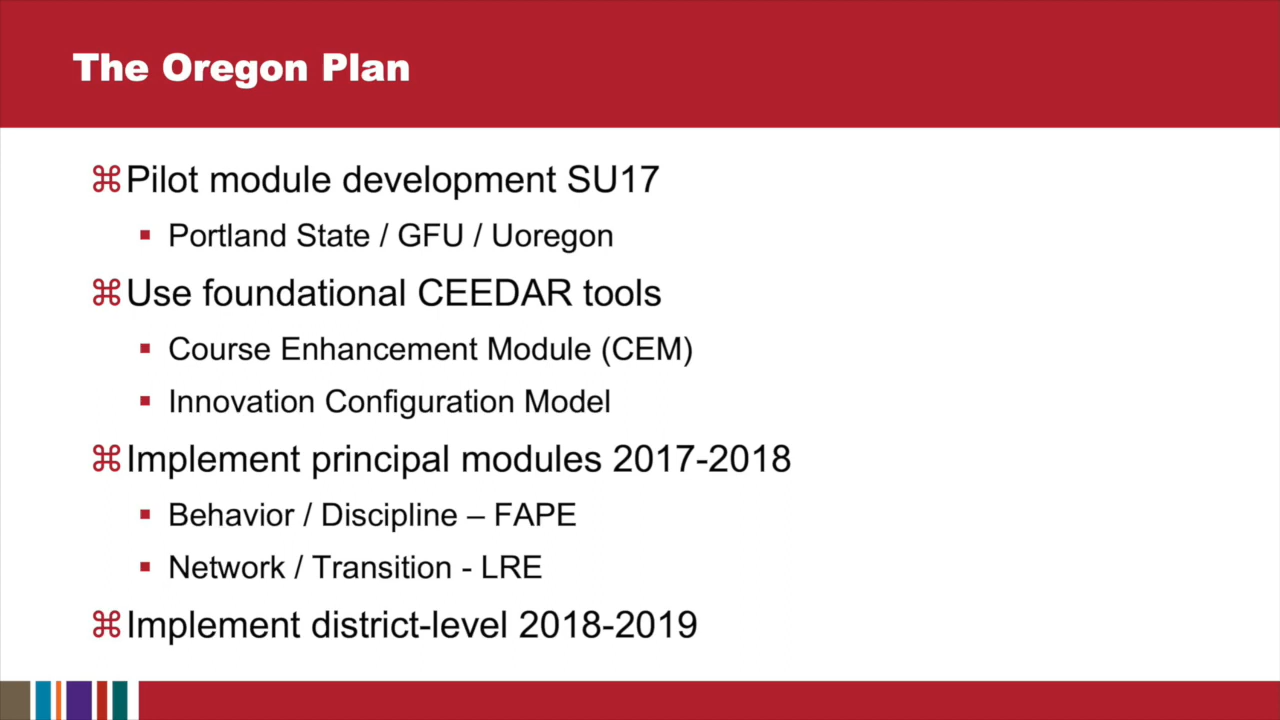 The Oregon Plan
⌘Pilot module development SU17
▪ Portland State / GFU / Uoregon
⌘Use foundational CEEDAR tools
▪ Course Enhancement Module (CEM)
▪ Innovation Configuration Model
⌘Implement principal modules 2017-2018
▪ Behavior / Discipline – FAPE
▪ Network / Transition - LRE
⌘Implement district-level 2018-2019